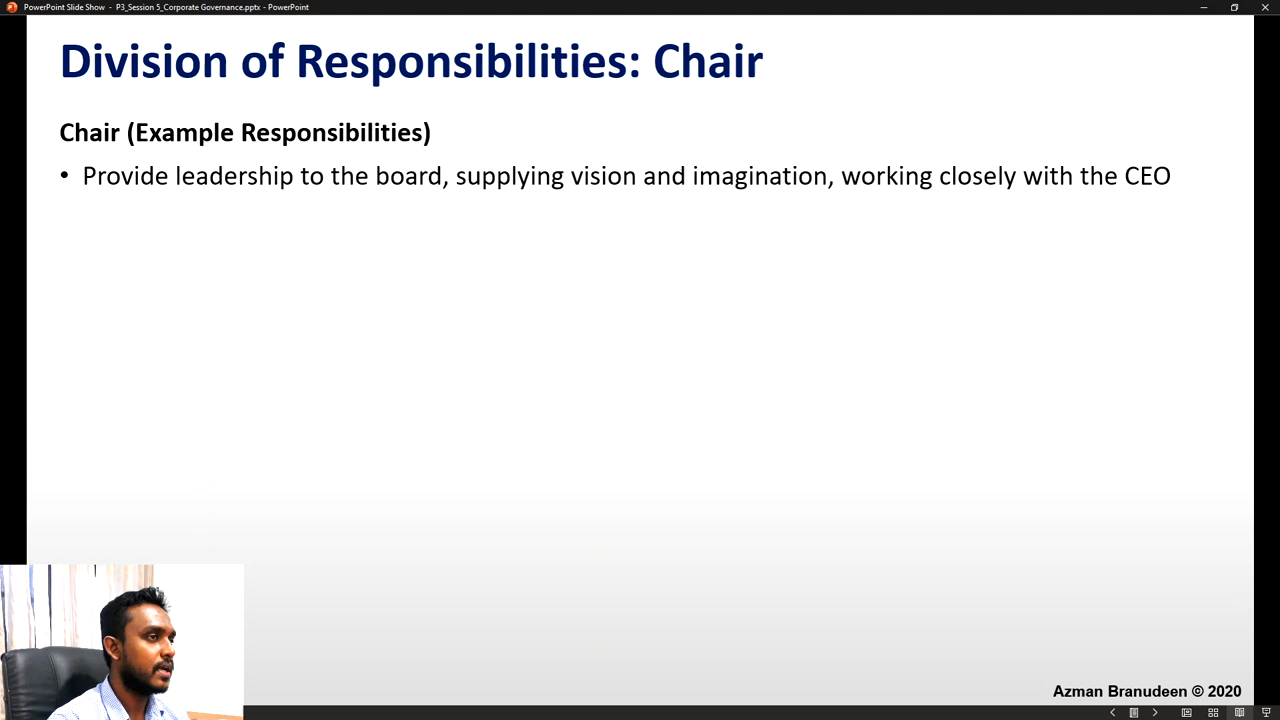 PowerPoint Slide Show - P3_Session 5_Corporate Governance.pptx - PowerPoint
Division of Responsibilities: Chair
Chair (Example Responsibilities)
• Provide leadership to the board, supplying vision and imagination, working closely with the CEO
Azman Branudeen © 2020